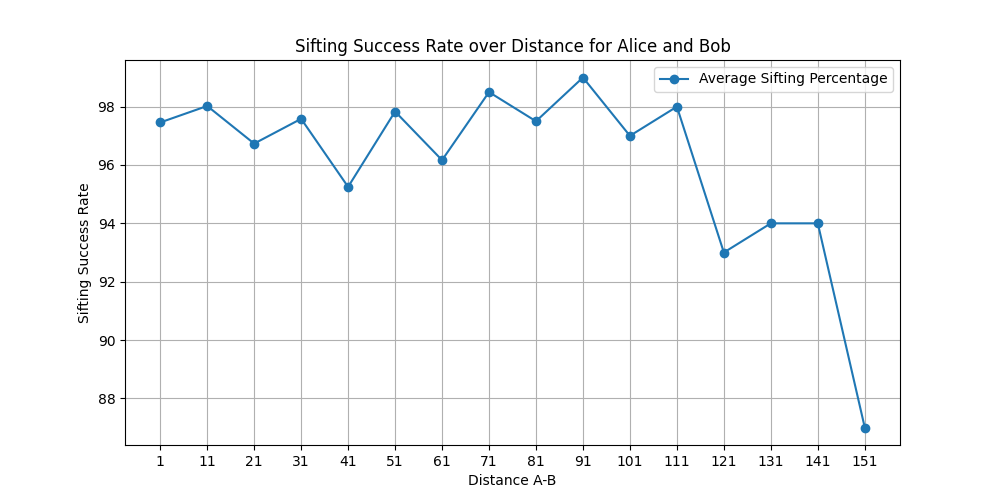 Sifting Success Rate over Distance for Alice and Bob
Average Sifting Percentage
98
96
94
92
90
88
Sifting Success Rate
1 11 21 31 41 51 61 71 81 91 101 111 121 131 141 151
Distance A-B